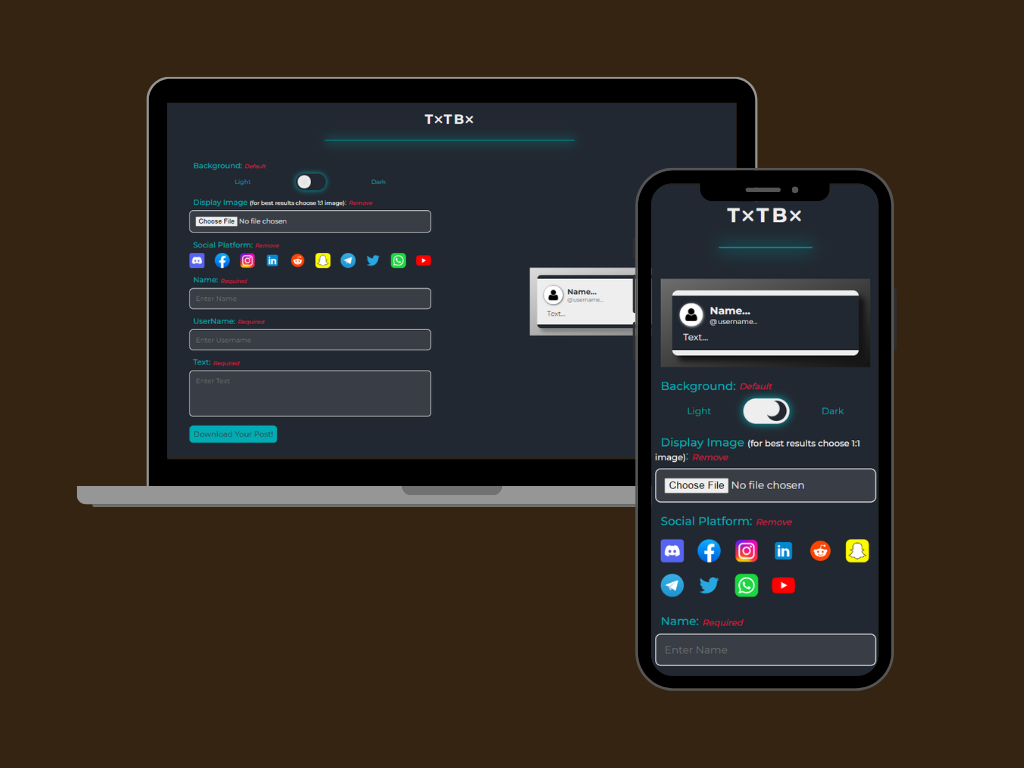 T×TB×
Background: Default
Light Dark
Display Image (for best results choose 1:1 image): Remove
Choose File No file chosen
Social Platform: Remove
in
Name: Required
Enter Name
UserName: Required
Enter Username
Text: Required
Enter Text
Download Your Post!
Name...
@username...
Text...
T×TB×
Name...
@username...
Text...
Background: Default
Light Dark
Display Image (for best results choose 1:1
image): Remove
Choose File No file chosen
Social Platform: Remove
in
Name: Required
Enter Name